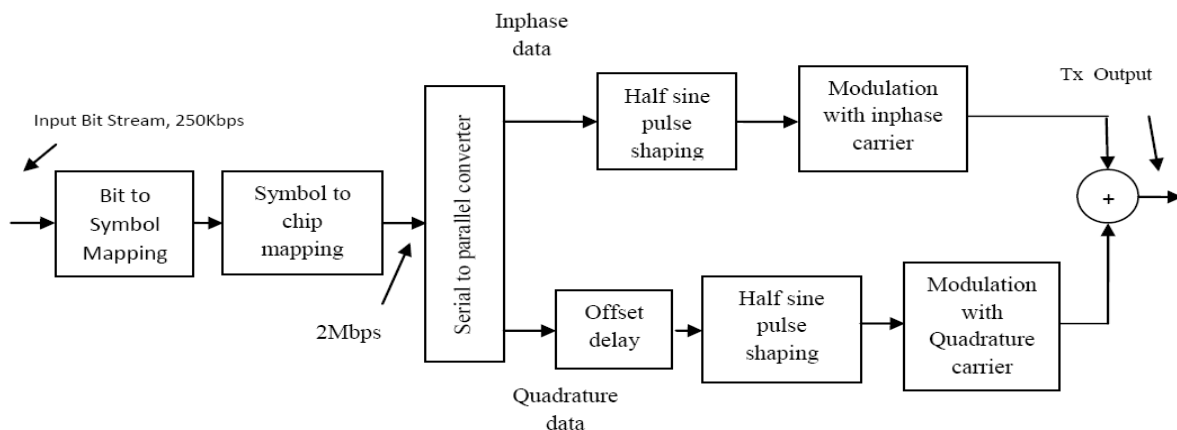 Inphase
data
Tx Output
Input Bit Stream, 250Kbps
Half sine
pulse
shaping
Modulation
with inphase
carrier
Bit to
Symbol
Mapping
Symbol to
chip
mapping
Serial to parallel converter
+
2Mbps
Offset
delay
Half sine
pulse
shaping
Modulation
with
Quadrature
carrier
Quadrature
data